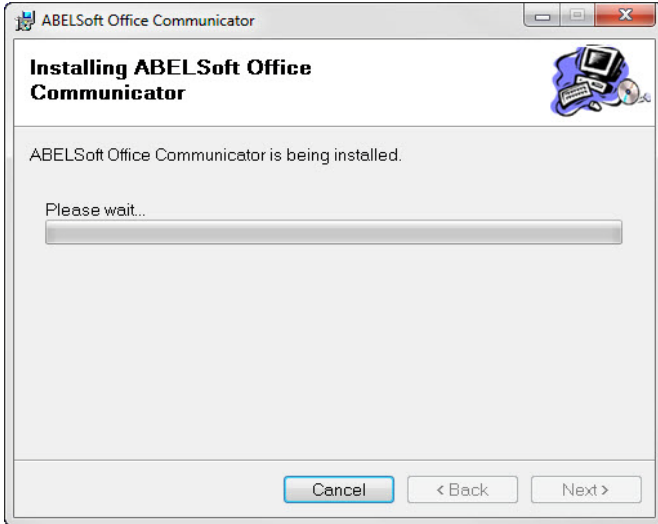 ABELSoft Office Communicator
Installing ABELSoft Office
Communicator
ABELSoft Office Communicator is being installed.
Please wait...
Cancel
< Back
Next >